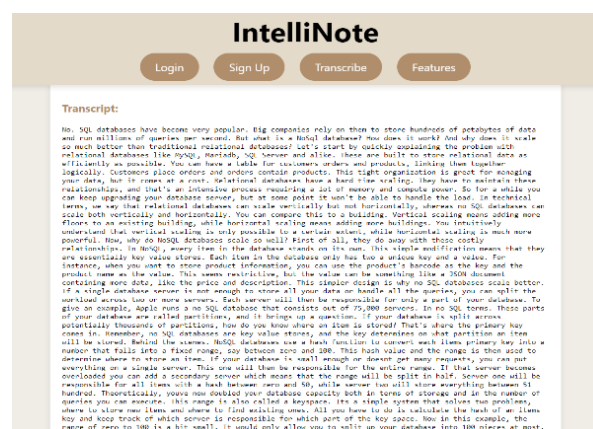 IntelliNote
Login Sign Up Transcribe Features
Transcript:
No. SQL databases have become very popular. Big companies rely on them to store hundreds of petabytes of data
and run millions of queries per second. But what is a NoSql database? How does it work? And why does it scale
so much better than traditional relational databases? Let's start by quickly explaining the problem with
relational databases like MySQL, Mariadb, SQL Server and alike. These are built to store relational data as
efficiently as possible. You can have a table for customers orders and products, linking them together
logically. Customers place orders and orders contain products. This tight organization is great for managing
your data, but it comes at a cost. Relational databases have a hard time scaling. They have to maintain these
relationships, and that's an intensive process requiring a lot of memory and compute power. So for a while you
can keep upgrading your database server, but at some point it won't be able to handle the load. In technical
terms, we say that relational databases can scale vertically but not horizontally, whereas no SQL databases can
scale both vertically and horizontally. You can compare this to a building. Vertical scaling means adding more
floors to an existing building, while horizontal scaling means adding more buildings. You intuitively
understand that vertical scaling is only possible to a certain extent, while horizontal scaling is much more
powerful. Now, why do NoSQL databases scale so well? First of all, they do away with these costly
relationships. In NoSQL, every item in the database stands on its own. This simple modification means that they
are essentially key value stores. Each item in the database only has two a unique key and a value. For
instance, when you want to store product information, you can use the product's barcode as the key and the
product name as the value. This seems restrictive, but the value can be something like a JSON document
containing more data, like the price and description. This simpler design is why no SQL databases scale better.
if a single database server is not enough to store all your data or handle all the queries, you can split the
workload across two or more servers. Each server will then be responsible for only a part of your database. To
give an example, Apple runs a no SQL database that consists out of 75,000 servers. In no SQL terms. These parts
of your database are called partitions, and it brings up a question. If your database is split across
potentially thousands of partitions, how do you know where an item is stored? That's where the primary key
comes in. Remember, no SQL databases are key value stores, and the key determines on what partition an item
will be stored. Behind the scenes. NoSQL databases use a hash function to convert each items primary key into a
number that falls into a fixed range, say between zero and 100. This hash value and the range is then used to
determine where to store an item. If your database is small enough or doesn't get many requests, you can put
everything on a single server. This one will then be responsible for the entire range. If that server becomes
overloaded you can add a secondary server which means that the range will be split in half. Server one will be
responsible for all items with a hash between zero and 50, while server two will store everything between 51
hundred. Theoretically, youve now doubled your database capacity both in terms of storage and in the number of
queries you can execute. This range is also called a keyspace. Its a simple system that solves two problems,
where to store new items and where to find existing ones. All you have to do is calculate the hash of an items
key and keep track of which server is responsible for which part of the key space. Now in this example, the
range of zero to 100 is a bit small. It would only allow you to split up your database into 100 pieces at most.